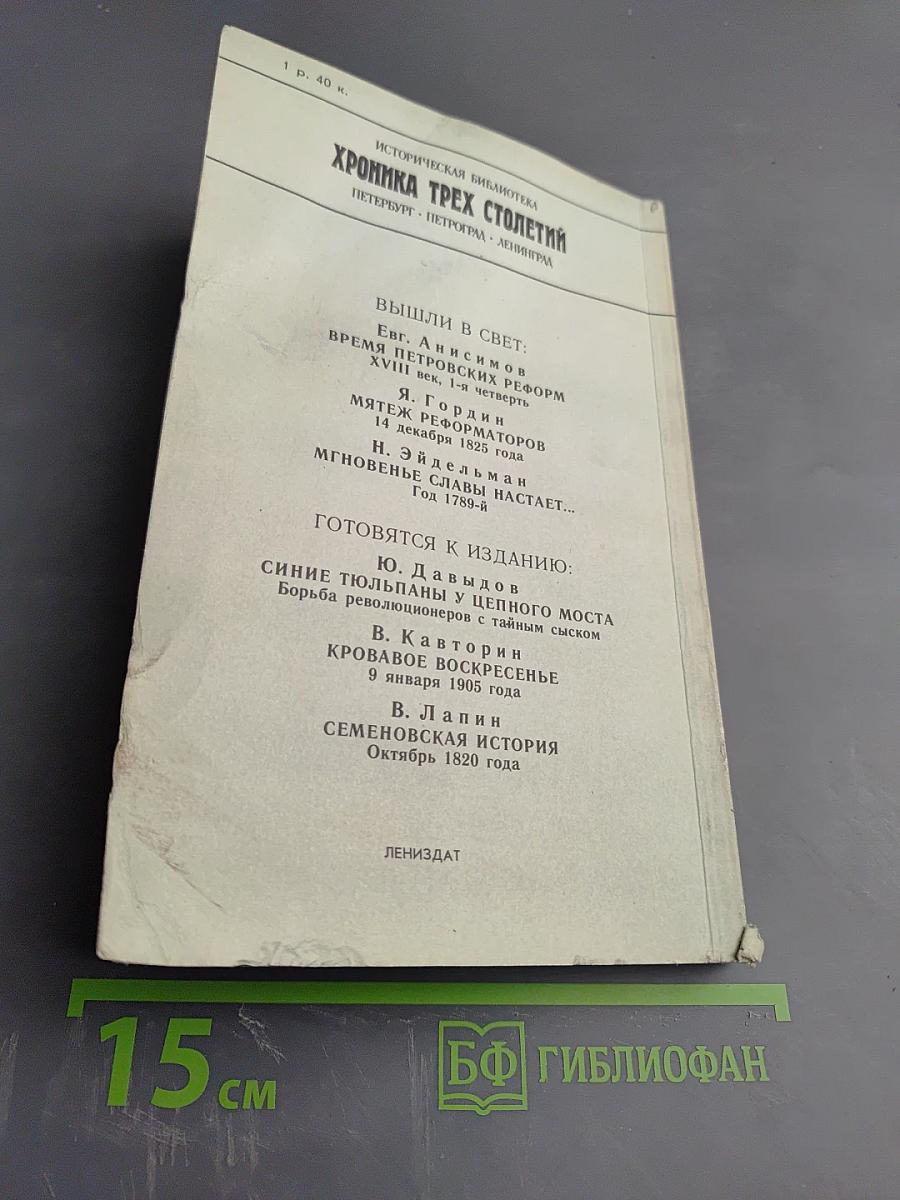 1 р. 40 к.
ИСТОРИЧЕСКАЯ БИБЛИОТЕКА
ХРОНИКА ТРЕХ СТОЛЕТИЙ
ПЕТЕРБУРГ · ПЕТРОГРАД · ЛЕНИНГРАД
ВЫШЛИ В СВЕТ:
Евг. Анисимов
ВРЕМЯ ПЕТРОВСКИХ РЕФОРМ
XVIII век, 1-я четверть
Я. Гордин
МЯТЕЖ РЕФОРМАТОРОВ
14 декабря 1825 года
Н. Эйдельман
МГНОВЕНЬЕ СЛАВЫ НАСТАЕТ...
Год 1789-й
ГОТОВЯТСЯ К ИЗДАНИЮ:
Ю. Давыдов
СИНИЕ ТЮЛЬПАНЫ У ЦЕПНОГО МОСТА
Борьба революционеров с тайным сыском
В. Кавторин
КРОВАВОЕ ВОСКРЕСЕНЬЕ
9 января 1905 года
В. Лапин
СЕМЕНОВСКАЯ ИСТОРИЯ
Октябрь 1820 года
ЛЕНИЗДАТ
15 см
БФ ГИБЛИОФАН